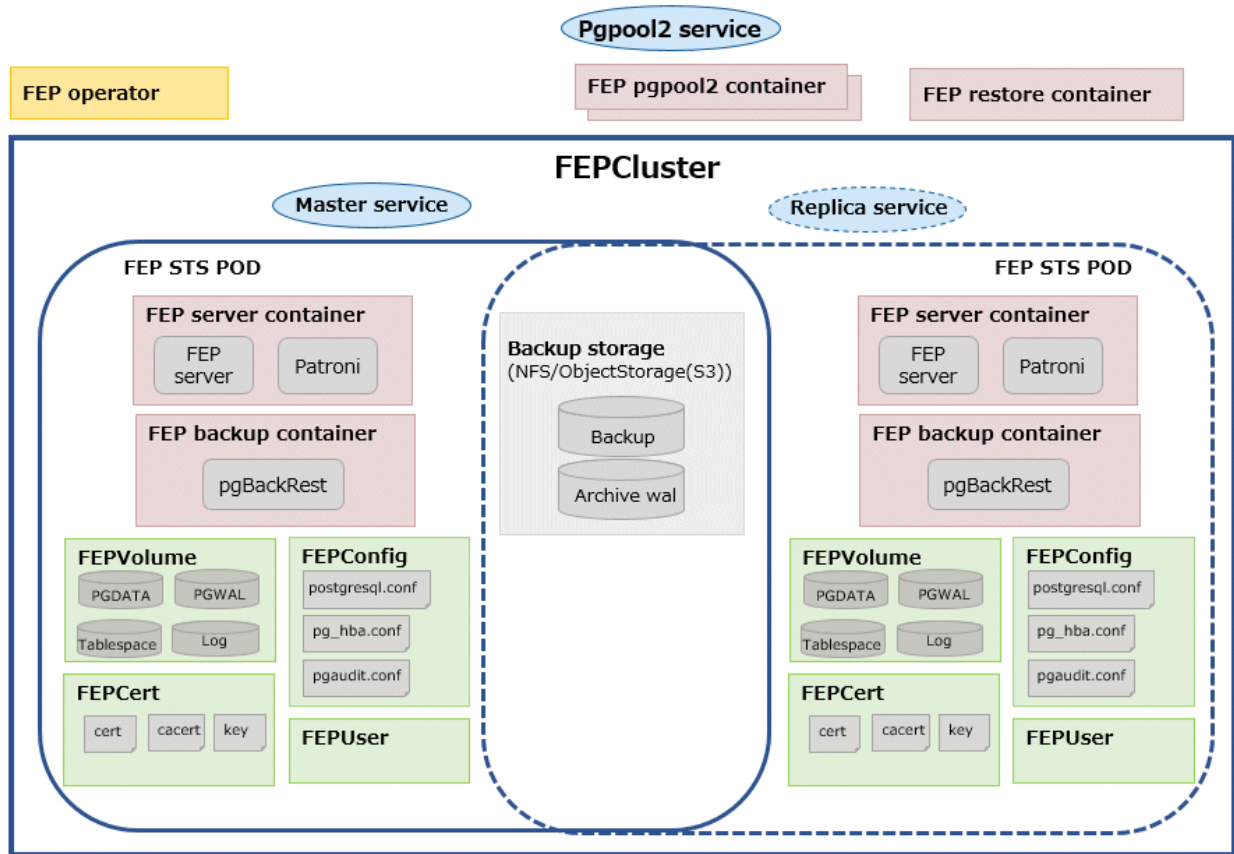 Pgpool2 service
FEP operator
FEP pgpool2 container
FEP restore container
FEPCluster
Master service
Replica service
FEP STS POD
FEP server container
FEP
server
Patroni
FEP backup container
pgBackRest
FEPVolume
PGDATA
PGWAL
Tablespace
Log
FEPConfig
postgresql.conf
pg_hba.conf
pgaudit.conf
FEPCert
cert
cacert
key
FEPUser
Backup storage
(NFS/ObjectStorage(S3))
Backup
Archive wal
FEP STS POD
FEP server container
FEP
server
Patroni
FEP backup container
pgBackRest
FEPVolume
PGDATA
PGWAL
Tablespace
Log
FEPConfig
postgresql.conf
pg_hba.conf
pgaudit.conf
FEPCert
cert
cacert
key
FEPUser